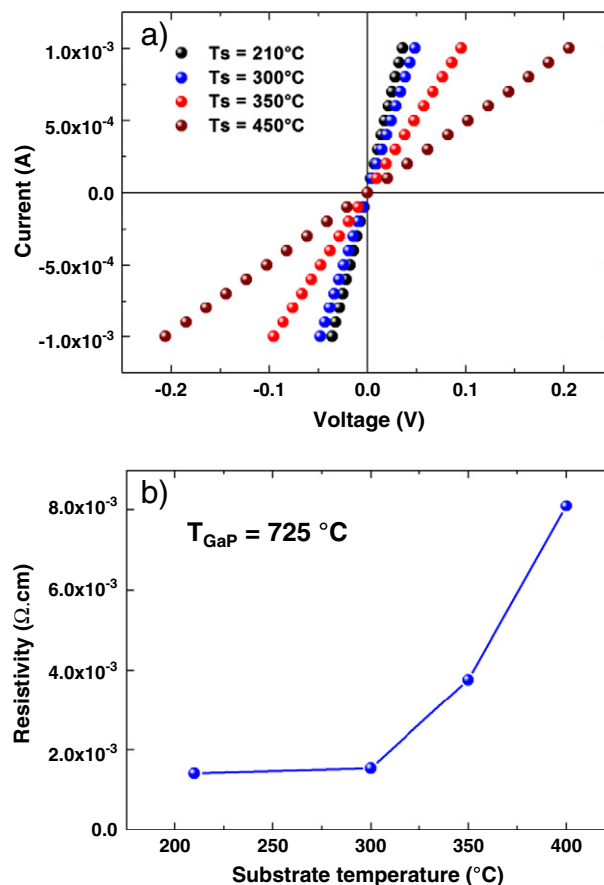 a)
Ts = 210°C
Ts = 300°C
Ts = 350°C
Ts = 450°C
1.0x10⁻³
5.0x10⁻⁴
0.0
-5.0x10⁻⁴
-1.0x10⁻³
Current (A)
-0.2 -0.1 0.0 0.1 0.2
Voltage (V)
b)
T_GaP = 725 °C
8.0x10⁻³
6.0x10⁻³
4.0x10⁻³
2.0x10⁻³
0.0
Resistivity (Ω.cm)
200 250 300 350 400
Substrate temperature (°C)